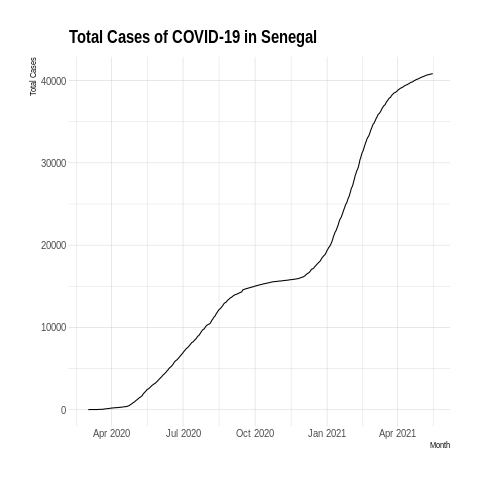 Total Cases of COVID-19 in Senegal
Total Cases
40000
30000
20000
10000
0
Apr 2020 Jul 2020 Oct 2020 Jan 2021 Apr 2021
Month